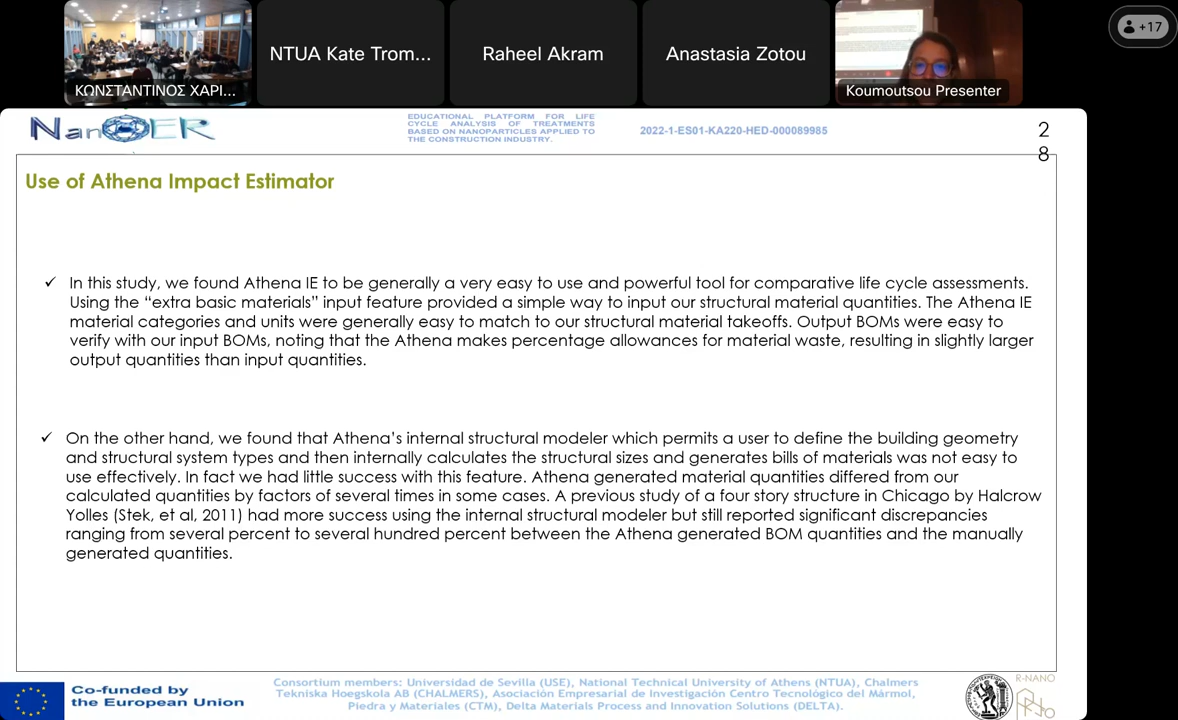 +17
NTUA Kate Trom...
Raheel Akram
Anastasia Zotou
ΚΩΝΣΤΑΝΤΙΝΟΣ ΧΑΡΙ...
Koumoutsou Presenter
NanOER
EDUCATIONAL PLATFORM FOR LIFE
CYCLE ANALYSIS OF TREATMENTS
BASED ON NANOPARTICLES APPLIED TO
THE CONSTRUCTION INDUSTRY.
2022-1-ES01-KA220-HED-000089985
2
8
Use of Athena Impact Estimator
✓ In this study, we found Athena IE to be generally a very easy to use and powerful tool for comparative life cycle assessments.
Using the “extra basic materials” input feature provided a simple way to input our structural material quantities. The Athena IE
material categories and units were generally easy to match to our structural material takeoffs. Output BOMs were easy to
verify with our input BOMs, noting that the Athena makes percentage allowances for material waste, resulting in slightly larger
output quantities than input quantities.
✓ On the other hand, we found that Athena’s internal structural modeler which permits a user to define the building geometry
and structural system types and then internally calculates the structural sizes and generates bills of materials was not easy to
use effectively. In fact we had little success with this feature. Athena generated material quantities differed from our
calculated quantities by factors of several times in some cases. A previous study of a four story structure in Chicago by Halcrow
Yolles (Stek, et al, 2011) had more success using the internal structural modeler but still reported significant discrepancies
ranging from several percent to several hundred percent between the Athena generated BOM quantities and the manually
generated quantities.
Co-funded by
the European Union
Consortium members: Universidad de Sevilla (USE), National Technical University of Athens (NTUA), Chalmers
Tekniska Hoegskola AB (CHALMERS), Asociación Empresarial de Investigación Centro Tecnológico del Mármol,
Piedra y Materiales (CTM), Delta Materials Process and Innovation Solutions (DELTA).
R-NANO